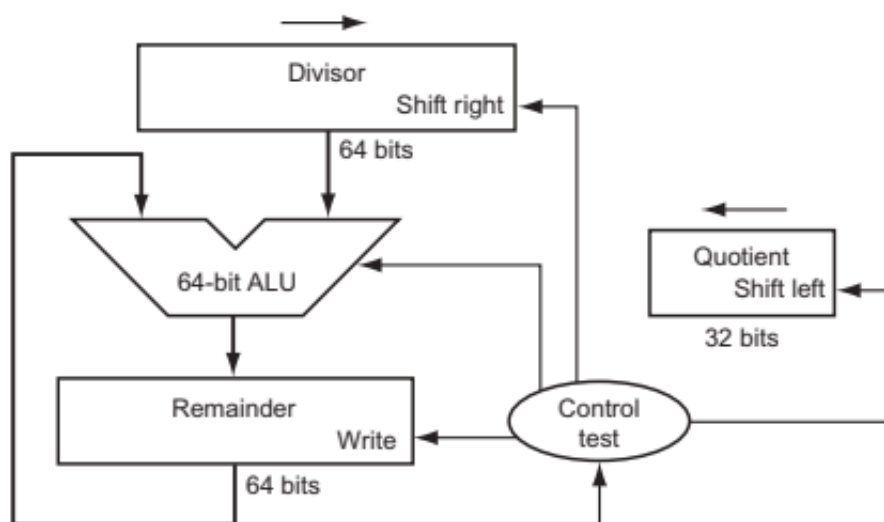 Divisor
Shift right
64 bits
64-bit ALU
Quotient
Shift left
32 bits
Remainder
Write
64 bits
Control
test